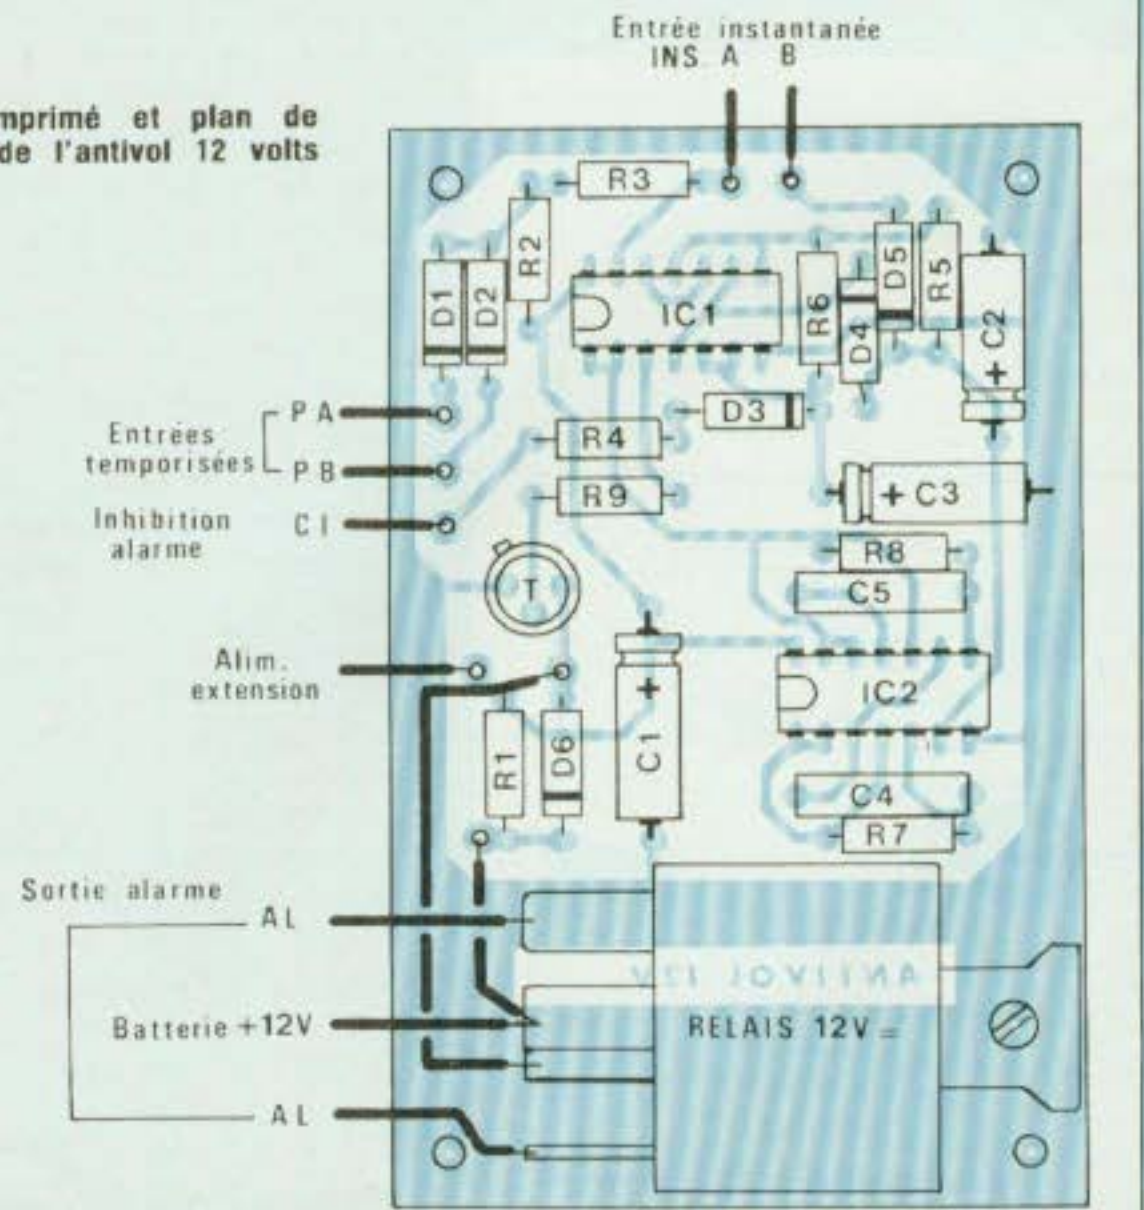 Entrée instantanée
INS. A B
mprimé et plan de
de l'antivol 12 volts
R3
R2
D1
D2
IC1
R6
D4
D5
R5
C2
+
D3
P A
Entrées
temporisées
P B
R4
R9
+ C3
Inhibition
alarme
C I
R8
C5
T
Alim.
extension
IC2
R1
D6
+
C1
C4
R7
Sortie alarme
AL
ANTIVOL 12V
Batterie +12V
RELAIS 12V =
AL